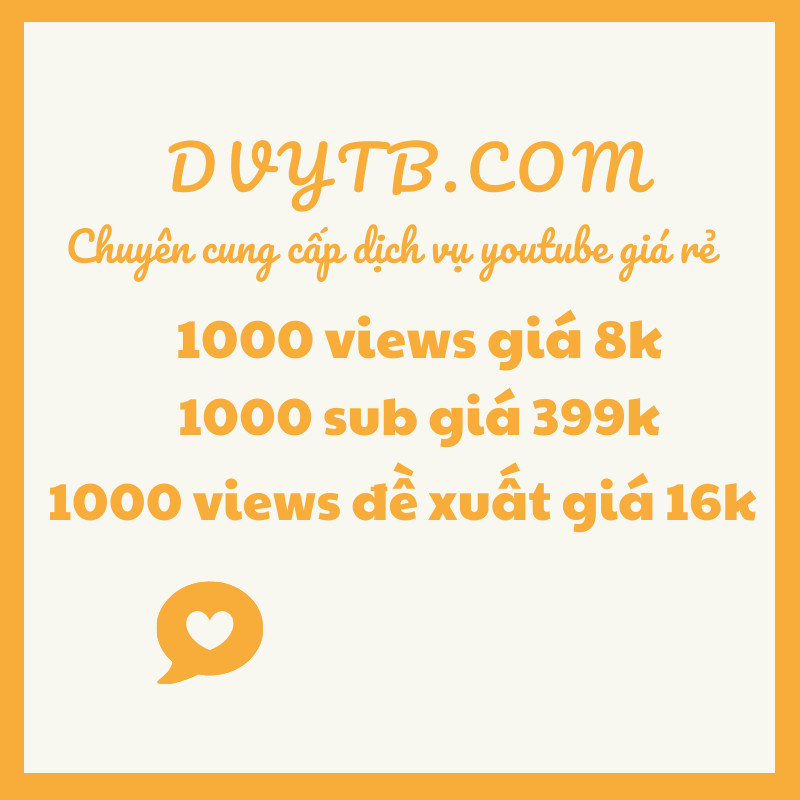 DVYTB.COM
Chuyên cung cấp dịch vụ youtube giá rẻ
1000 views giá 8k
1000 sub giá 399k
1000 views đề xuất giá 16k